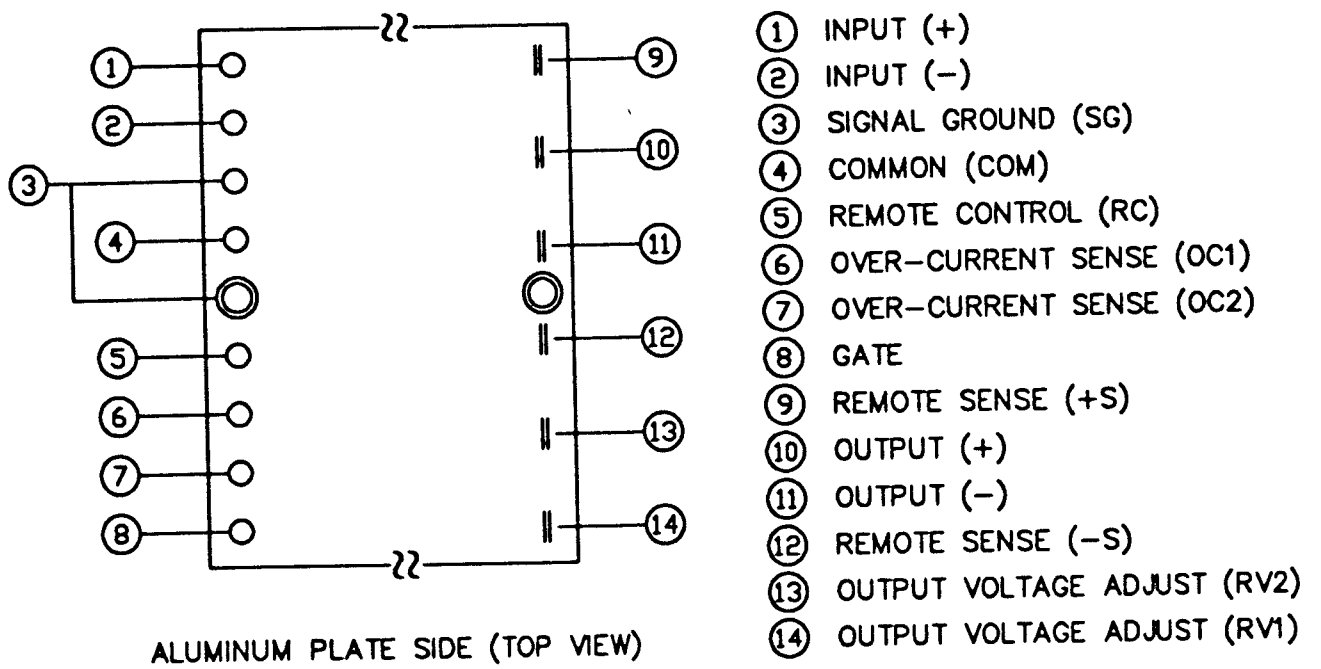 1
2
3
4
5
6
7
8
9
10
11
12
13
14
ALUMINUM PLATE SIDE (TOP VIEW)
1 INPUT (+)
2 INPUT (−)
3 SIGNAL GROUND (SG)
4 COMMON (COM)
5 REMOTE CONTROL (RC)
6 OVER−CURRENT SENSE (OC1)
7 OVER−CURRENT SENSE (OC2)
8 GATE
9 REMOTE SENSE (+S)
10 OUTPUT (+)
11 OUTPUT (−)
12 REMOTE SENSE (−S)
13 OUTPUT VOLTAGE ADJUST (RV2)
14 OUTPUT VOLTAGE ADJUST (RV1)